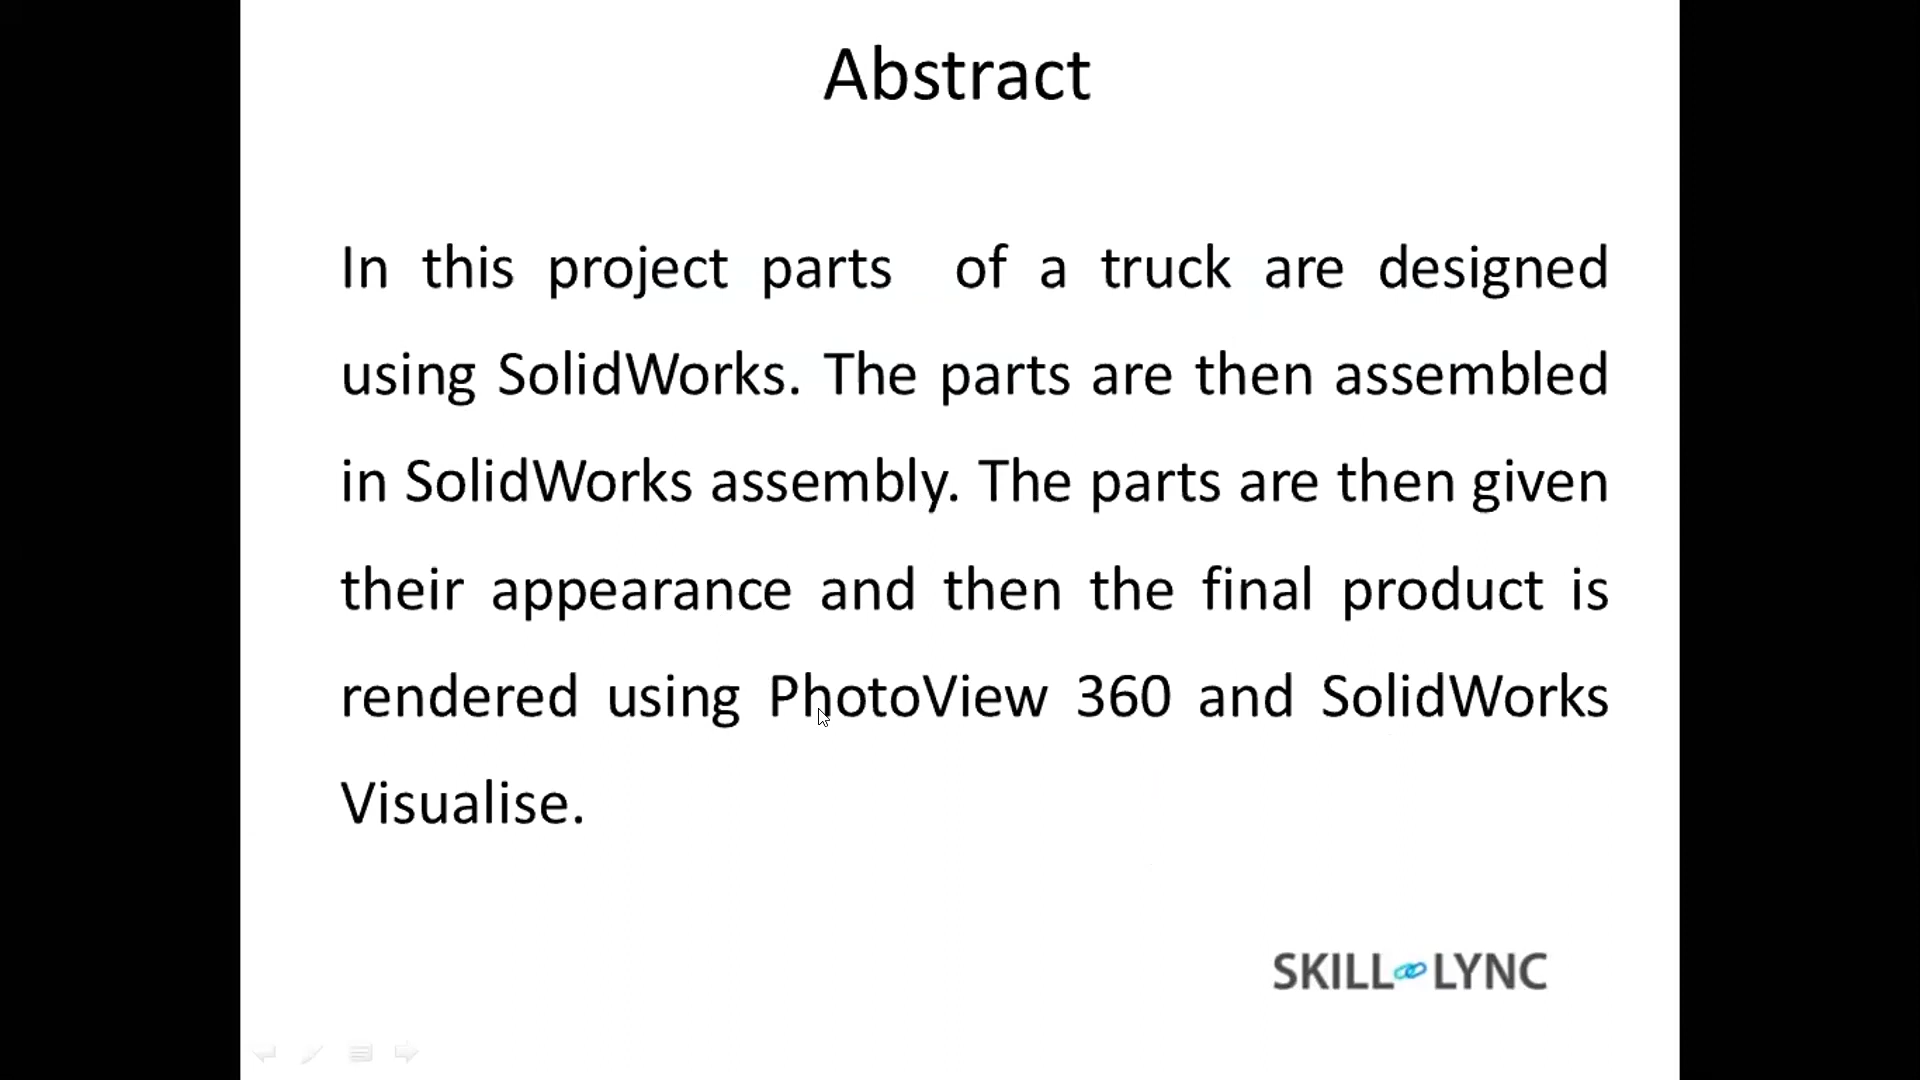 Abstract
In this project parts of a truck are designed
using SolidWorks. The parts are then assembled
in SolidWorks assembly. The parts are then given
their appearance and then the final product is
rendered using PhotoView 360 and SolidWorks
Visualise.
SKILL LYNC